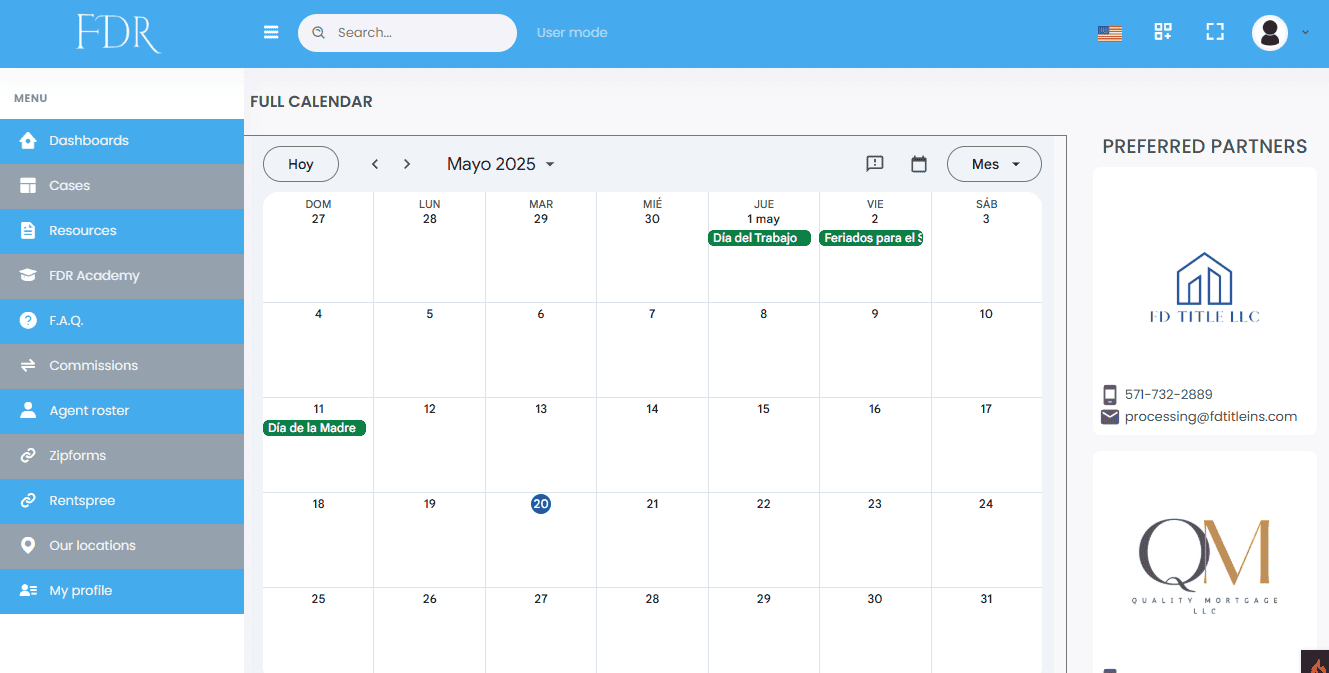 FDR
Search...
User mode
MENU
Dashboards
Cases
Resources
FDR Academy
F.A.Q.
Commissions
Agent roster
Zipforms
Rentspree
Our locations
My profile
FULL CALENDAR
Hoy
Mayo 2025
Mes
DOM LUN MAR MIÉ JUE VIE SÁB
27 28 29 30 1 may 2 3
Día del Trabajo Feriados para el S
4 5 6 7 8 9 10
11 12 13 14 15 16 17
Día de la Madre
18 19 20 21 22 23 24
25 26 27 28 29 30 31
PREFERRED PARTNERS
FD TITLE LLC
571-732-2889
processing@fdtitleins.com
QM
QUALITY MORTGAGE
LLC